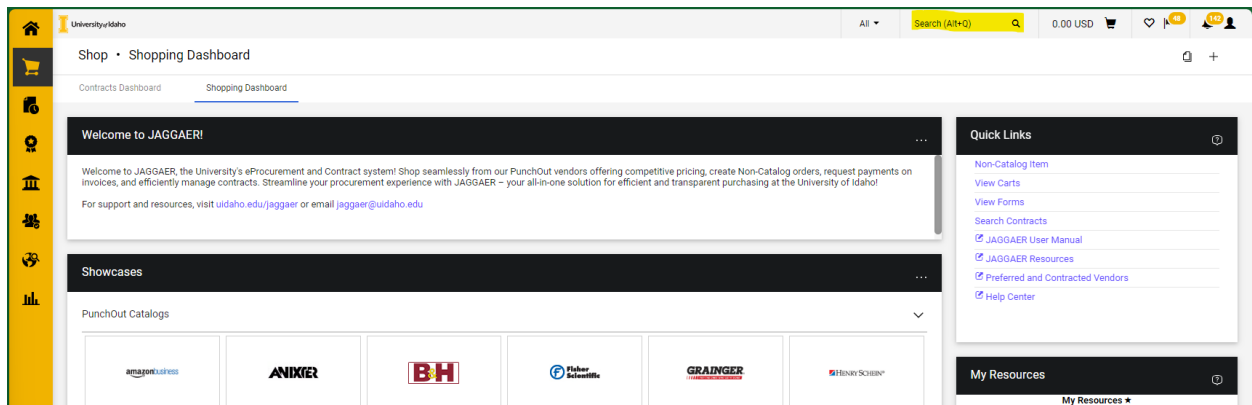 University of Idaho
All
Search (Alt+Q)
0.00 USD
48
142
Shop • Shopping Dashboard
Contracts Dashboard
Shopping Dashboard
Welcome to JAGGAER!
...
Welcome to JAGGAER, the University's eProcurement and Contract system! Shop seamlessly from our PunchOut vendors offering competitive pricing, create Non-Catalog orders, request payments on
invoices, and efficiently manage contracts. Streamline your procurement experience with JAGGAER – your all-in-one solution for efficient and transparent purchasing at the University of Idaho!
For support and resources, visit uidaho.edu/jaggaer or email jaggaer@uidaho.edu
Showcases
...
PunchOut Catalogs
amazonbusiness
ANIXTER
B&H
Fisher
Scientific
GRAINGER
HENRY SCHEIN®
Quick Links
Non-Catalog Item
View Carts
View Forms
Search Contracts
JAGGAER User Manual
JAGGAER Resources
Preferred and Contracted Vendors
Help Center
My Resources
My Resources ★